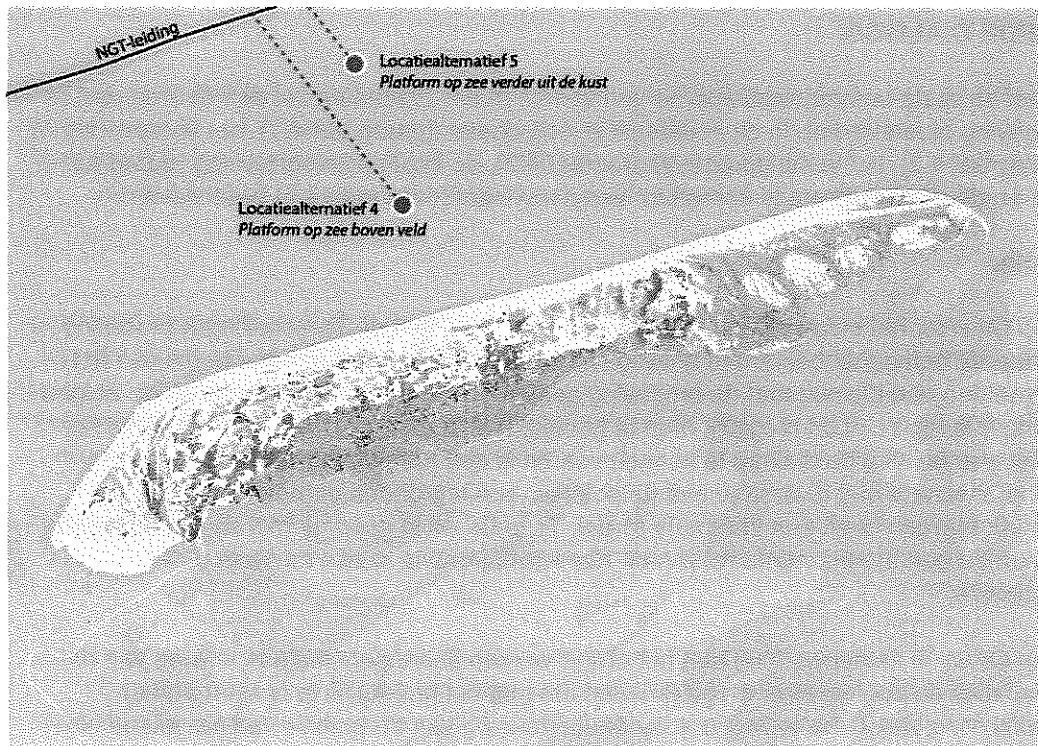 NGT-leiding
Locatiealternatief 5
Platform op zee verder uit de kust
Locatiealternatief 4
Platform op zee boven veld